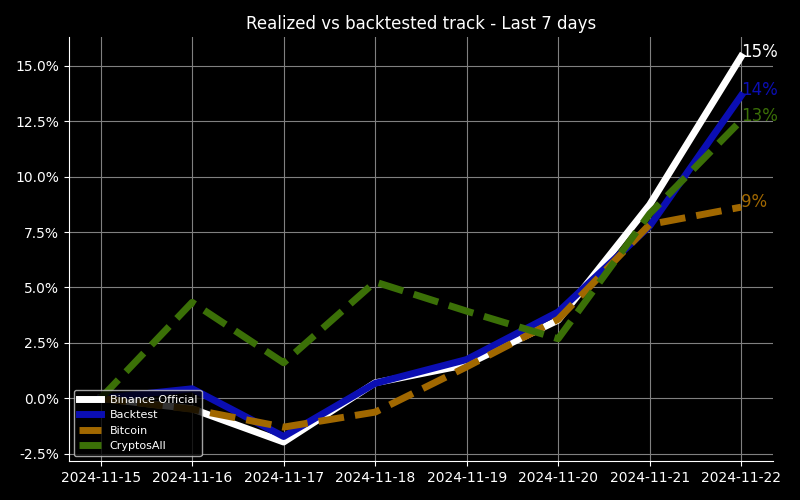 Realized vs backtested track - Last 7 days
15.0%
12.5%
10.0%
7.5%
5.0%
2.5%
0.0%
-2.5%
15%
14%
13%
9%
Binance Official
Backtest
Bitcoin
CryptosAll
2024-11-15 2024-11-16 2024-11-17 2024-11-18 2024-11-19 2024-11-20 2024-11-21 2024-11-22